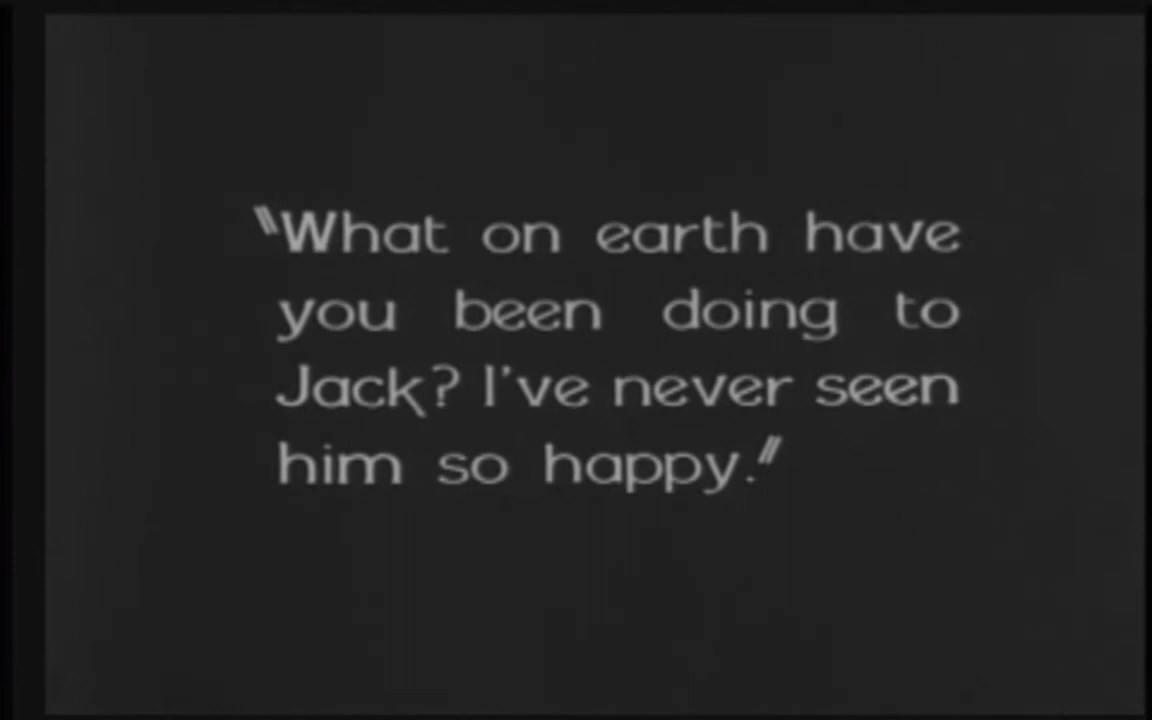 "What on earth have
you been doing to
Jack? I've never seen
him so happy."